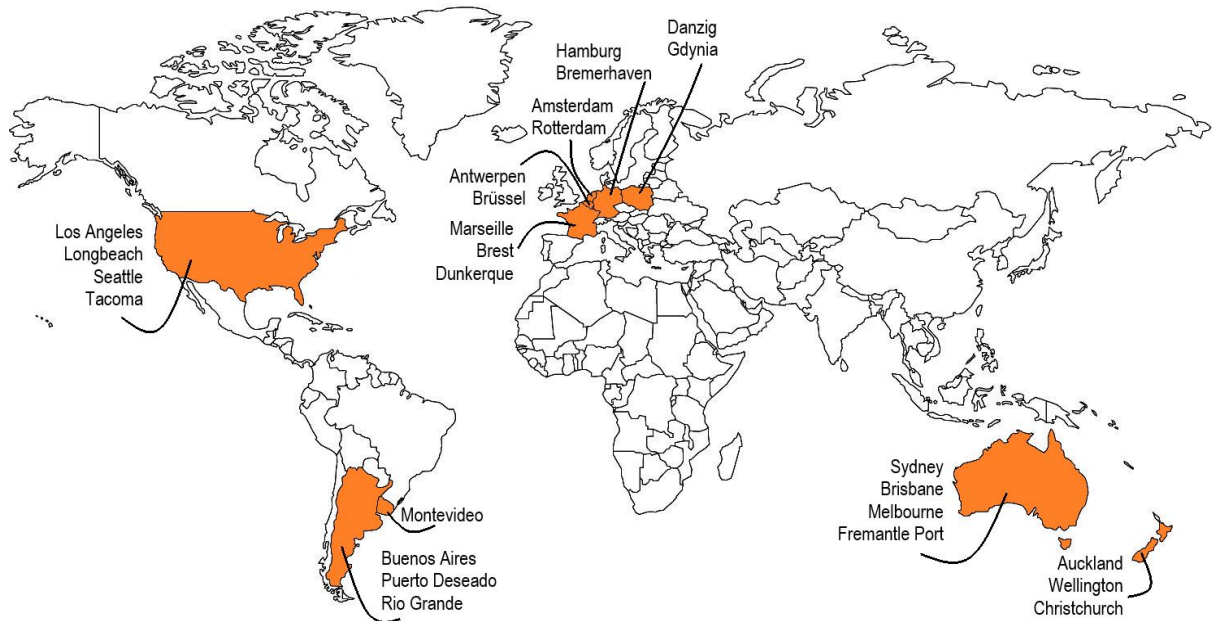 Danzig
Gdynia
Hamburg
Bremerhaven
Amsterdam
Rotterdam
Antwerpen
Brüssel
Marseille
Brest
Dunkerque
Los Angeles
Longbeach
Seattle
Tacoma
Montevideo
Buenos Aires
Puerto Deseado
Rio Grande
Sydney
Brisbane
Melbourne
Fremantle Port
Auckland
Wellington
Christchurch